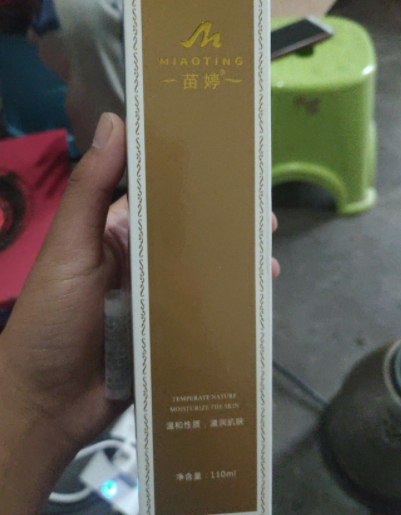 MIAOTING
苗婷®
TEMPERATE NATURE
MOISTURIZE THE SKIN
温和性质，滋润肌肤
净含量：110ml